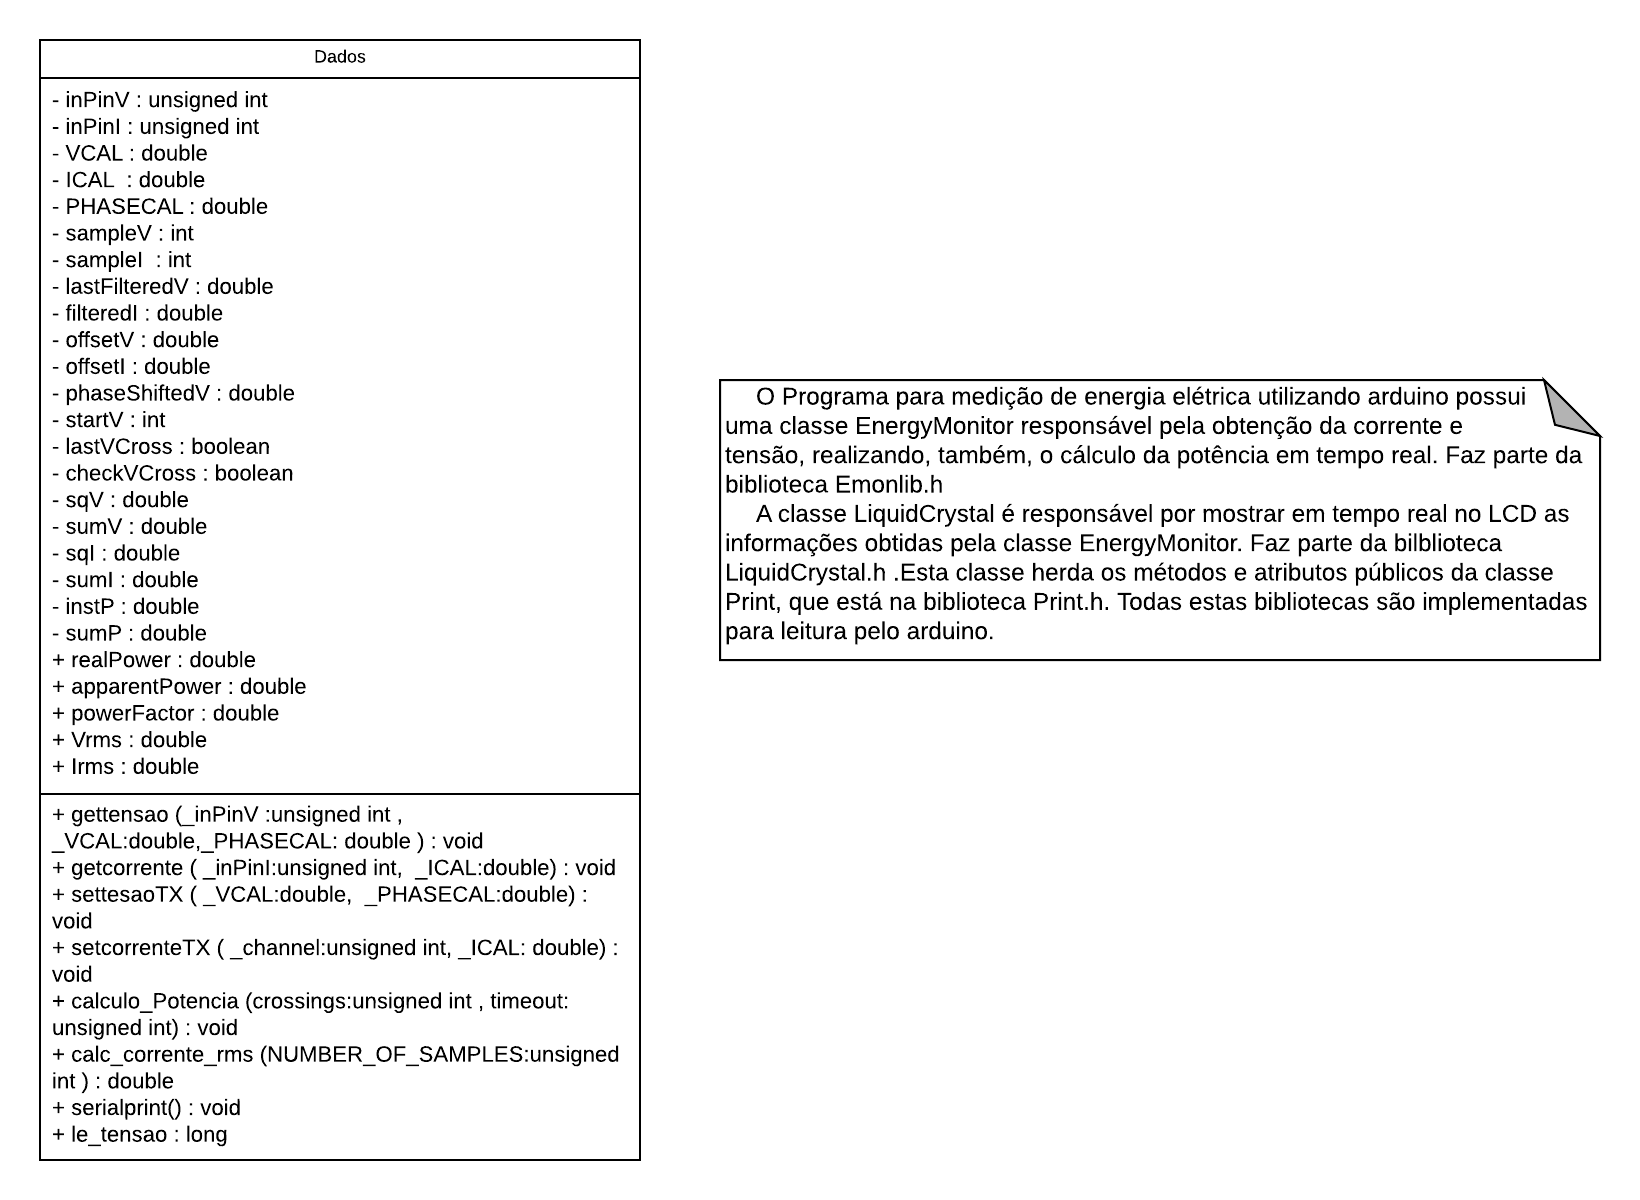 Dados
- inPinV : unsigned int
- inPinI : unsigned int
- VCAL : double
- ICAL  : double
- PHASECAL : double
- sampleV : int
- sampleI  : int
- lastFilteredV : double
- filteredI : double
- offsetV : double
- offsetI : double
- phaseShiftedV : double
- startV : int
- lastVCross : boolean
- checkVCross : boolean
- sqV : double
- sumV : double
- sqI : double
- sumI : double
- instP : double
- sumP : double
+ realPower : double
+ apparentPower : double
+ powerFactor : double
+ Vrms : double
+ Irms : double
+ gettensao (_inPinV :unsigned int ,
_VCAL:double,_PHASECAL: double ) : void
+ getcorrente ( _inPinI:unsigned int,  _ICAL:double) : void
+ settesaoTX ( _VCAL:double,  _PHASECAL:double) :
void
+ setcorrenteTX ( _channel:unsigned int, _ICAL: double) :
void
+ calculo_Potencia (crossings:unsigned int , timeout:
unsigned int) : void
+ calc_corrente_rms (NUMBER_OF_SAMPLES:unsigned
int ) : double
+ serialprint() : void
+ le_tensao : long
O Programa para medição de energia elétrica utilizando arduino possui
uma classe EnergyMonitor responsável pela obtenção da corrente e
tensão, realizando, também, o cálculo da potência em tempo real. Faz parte da
biblioteca Emonlib.h
A classe LiquidCrystal é responsável por mostrar em tempo real no LCD as
informações obtidas pela classe EnergyMonitor. Faz parte da bilblioteca
LiquidCrystal.h .Esta classe herda os métodos e atributos públicos da classe
Print, que está na biblioteca Print.h. Todas estas bibliotecas são implementadas
para leitura pelo arduino.